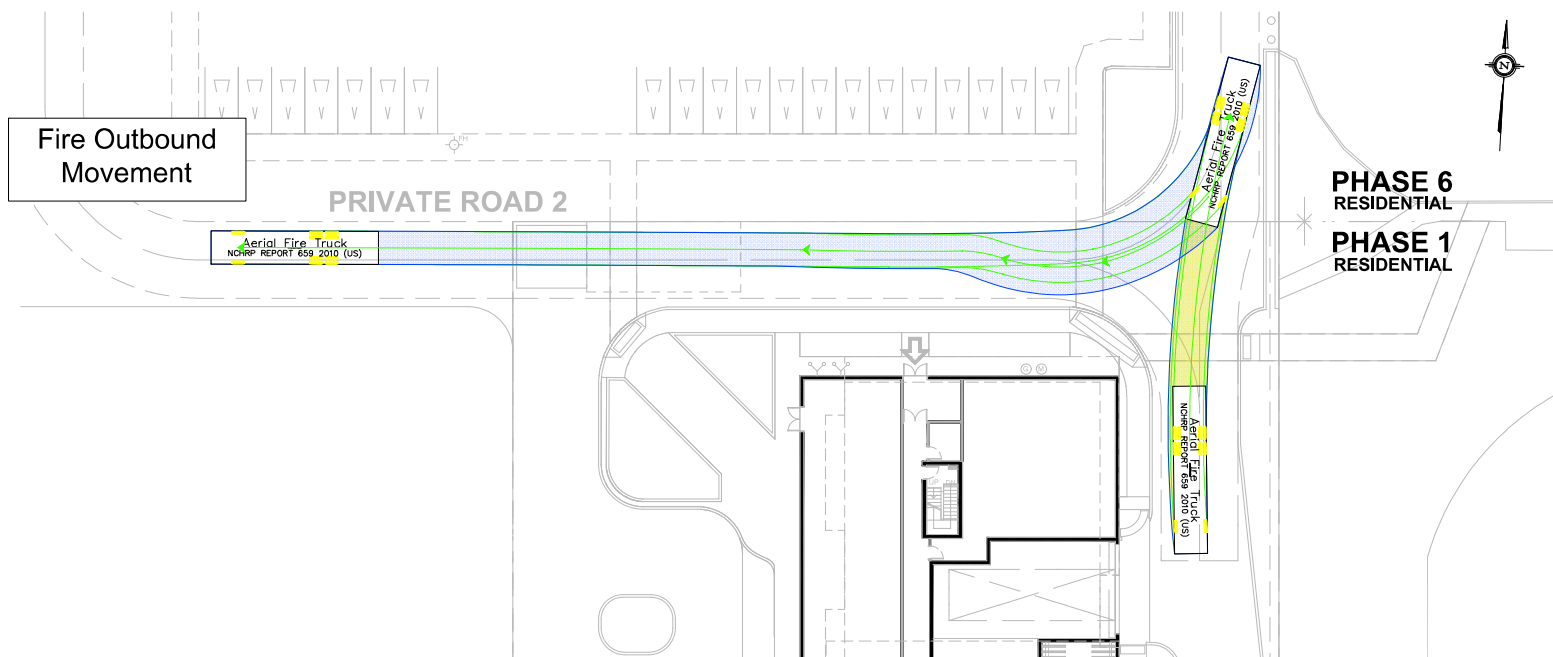 Fire Outbound
Movement
FH
PRIVATE ROAD 2
Aerial Fire Truck
NCHRP REPORT 659 2010 (US)
Aerial Fire Truck
NCHRP REPORT 659 2010 (US)
N
PHASE 6
RESIDENTIAL
PHASE 1
RESIDENTIAL
G M
Aerial Fire Truck
NCHRP REPORT 659 2010 (US)